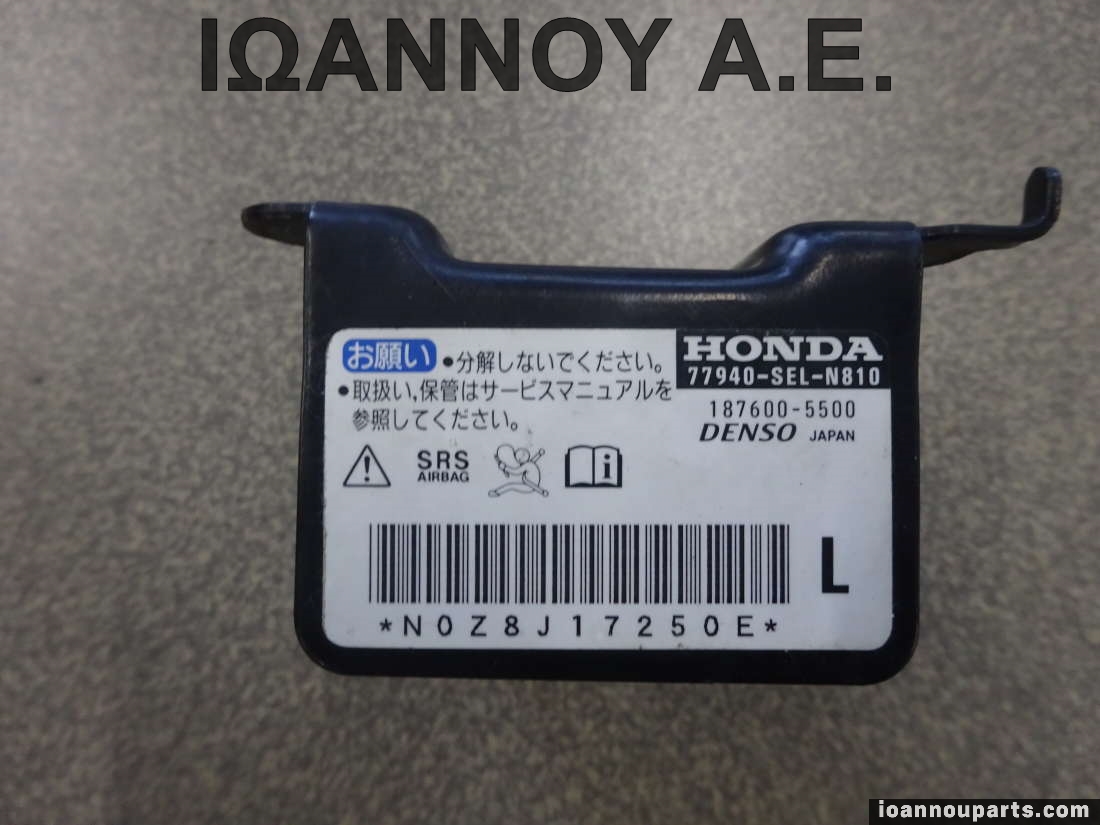 ΙΩΑΝΝΟΥ Α.Ε.
お願い ●分解しないでください。
●取扱い,保管はサービスマニュアルを
参照してください。
HONDA
77940-SEL-N810
187600-5500
DENSO JAPAN
SRS
AIRBAG
i
L
*N0Z8J17250E*
ioannouparts.com